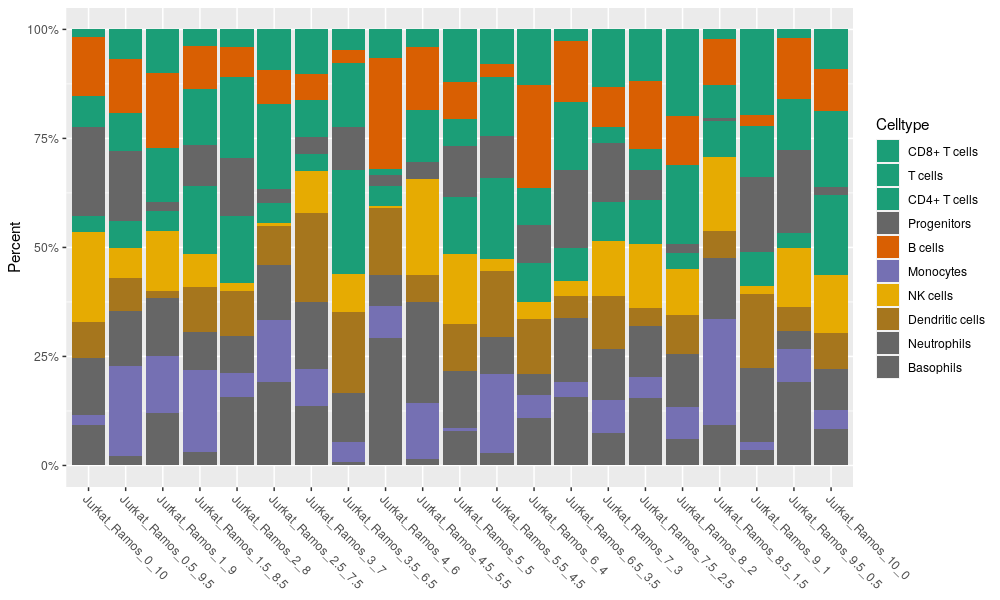 100%
75%
50%
25%
0%
Percent
Jurkat_Ramos_0_10
Jurkat_Ramos_05_9.5
Jurkat_Ramos_1_9
Jurkat_Ramos_1.5_8.5
Jurkat_Ramos_2_8
Jurkat_Ramos_2.5_7.5
Jurkat_Ramos_3_7
Jurkat_Ramos_3.5_6.5
Jurkat_Ramos_4_6
Jurkat_Ramos_4.5_5.5
Jurkat_Ramos_5_5
Jurkat_Ramos_5.5_4.5
Jurkat_Ramos_6_4
Jurkat_Ramos_6.5_3.5
Jurkat_Ramos_7_3
Jurkat_Ramos_7.5_2.5
Jurkat_Ramos_8_2
Jurkat_Ramos_8.5_1.5
Jurkat_Ramos_9_1
Jurkat_Ramos_9.5_0.5
Jurkat_Ramos_10_0
Celltype
CD8+ T cells
T cells
CD4+ T cells
Progenitors
B cells
Monocytes
NK cells
Dendritic cells
Neutrophils
Basophils